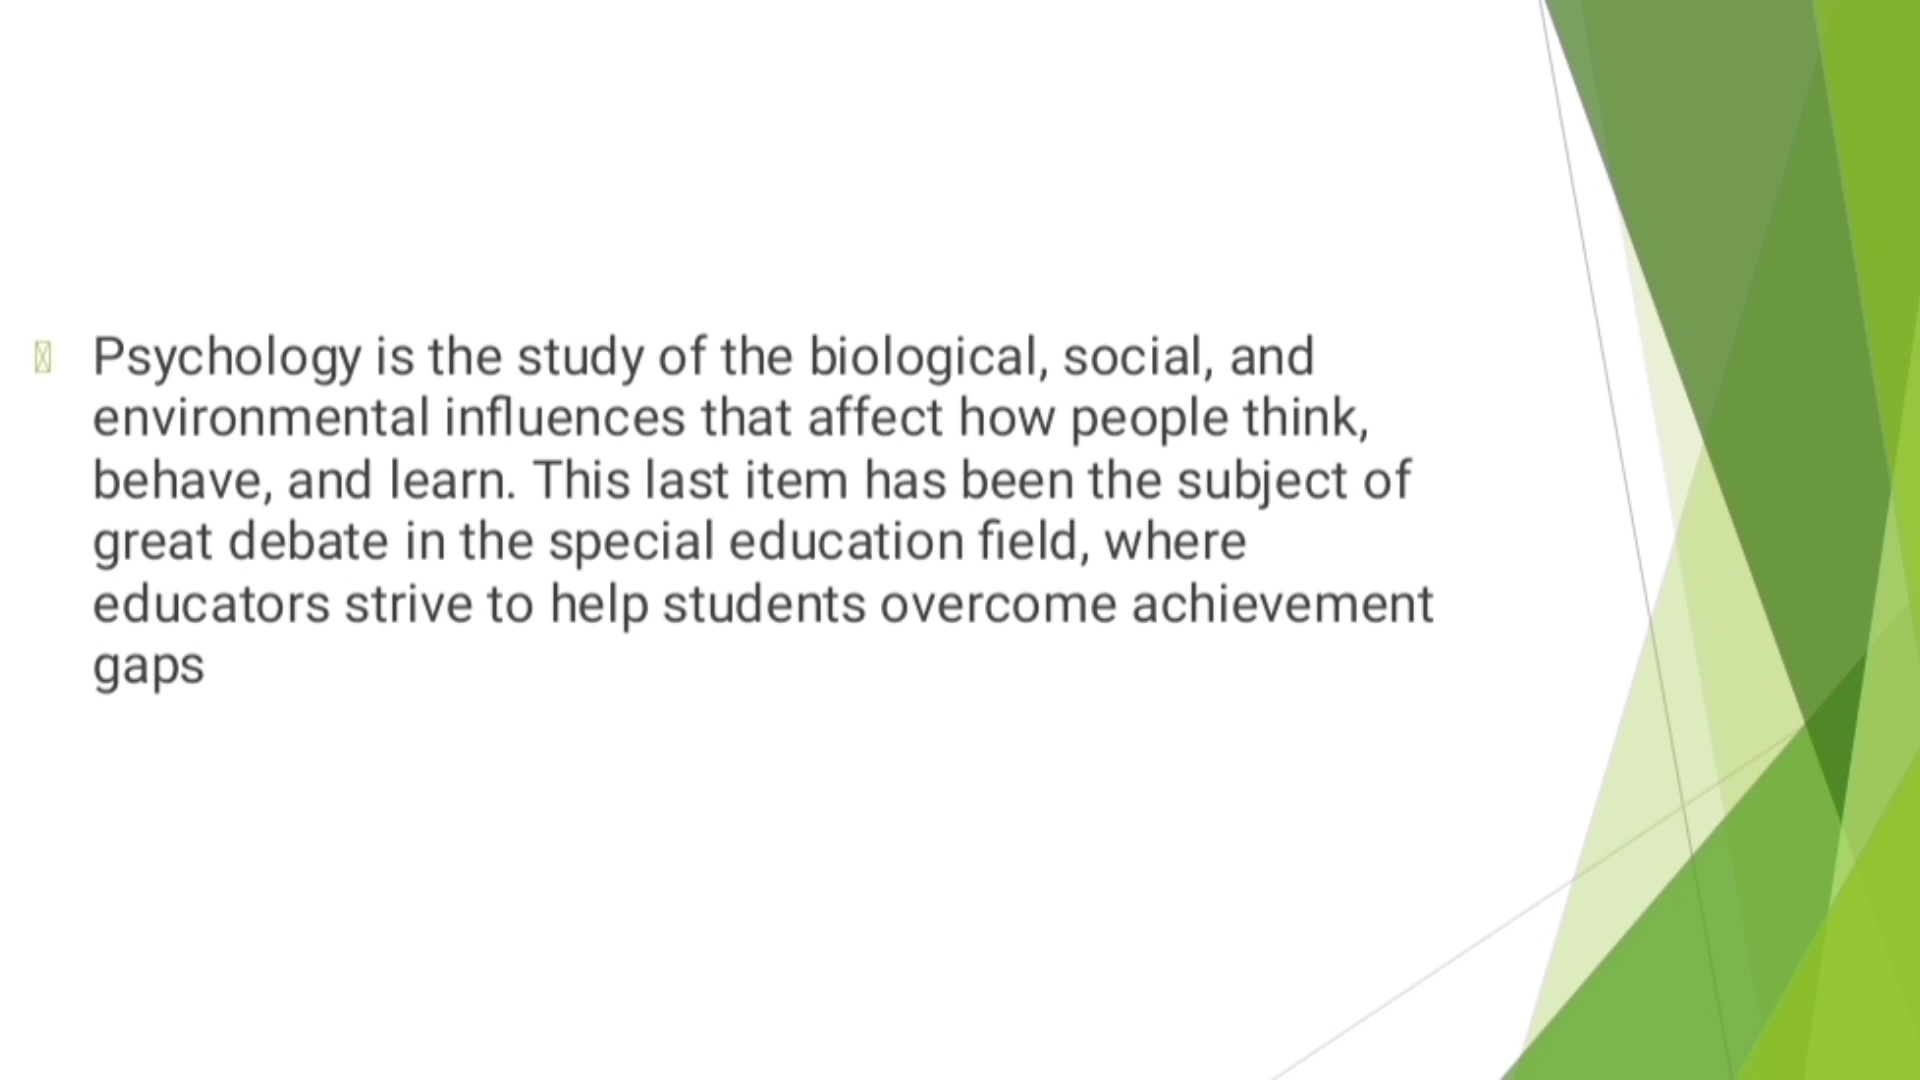 Psychology is the study of the biological, social, and
environmental influences that affect how people think,
behave, and learn. This last item has been the subject of
great debate in the special education field, where
educators strive to help students overcome achievement
gaps